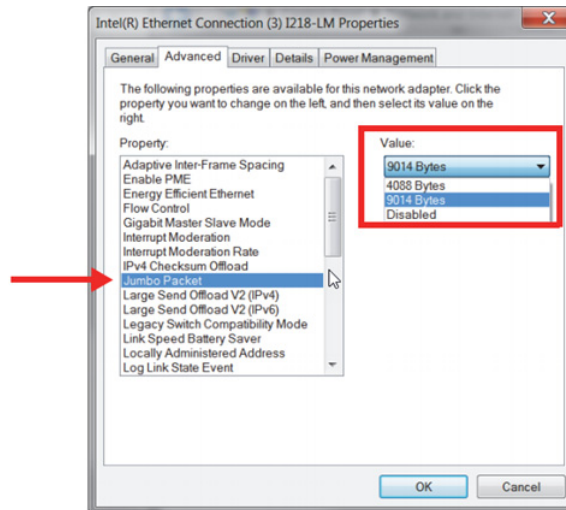 Intel(R) Ethernet Connection (3) I218-LM Properties
General Advanced Driver Details Power Management
The following properties are available for this network adapter. Click the
property you want to change on the left, and then select its value on the
right.
Property:
Value:
Adaptive Inter-Frame Spacing
Enable PME
Energy Efficient Ethernet
Flow Control
Gigabit Master Slave Mode
Interrupt Moderation
Interrupt Moderation Rate
IPv4 Checksum Offload
Jumbo Packet
Large Send Offload V2 (IPv4)
Large Send Offload V2 (IPv6)
Legacy Switch Compatibility Mode
Link Speed Battery Saver
Locally Administered Address
Log Link State Event
9014 Bytes
4088 Bytes
9014 Bytes
Disabled
OK Cancel